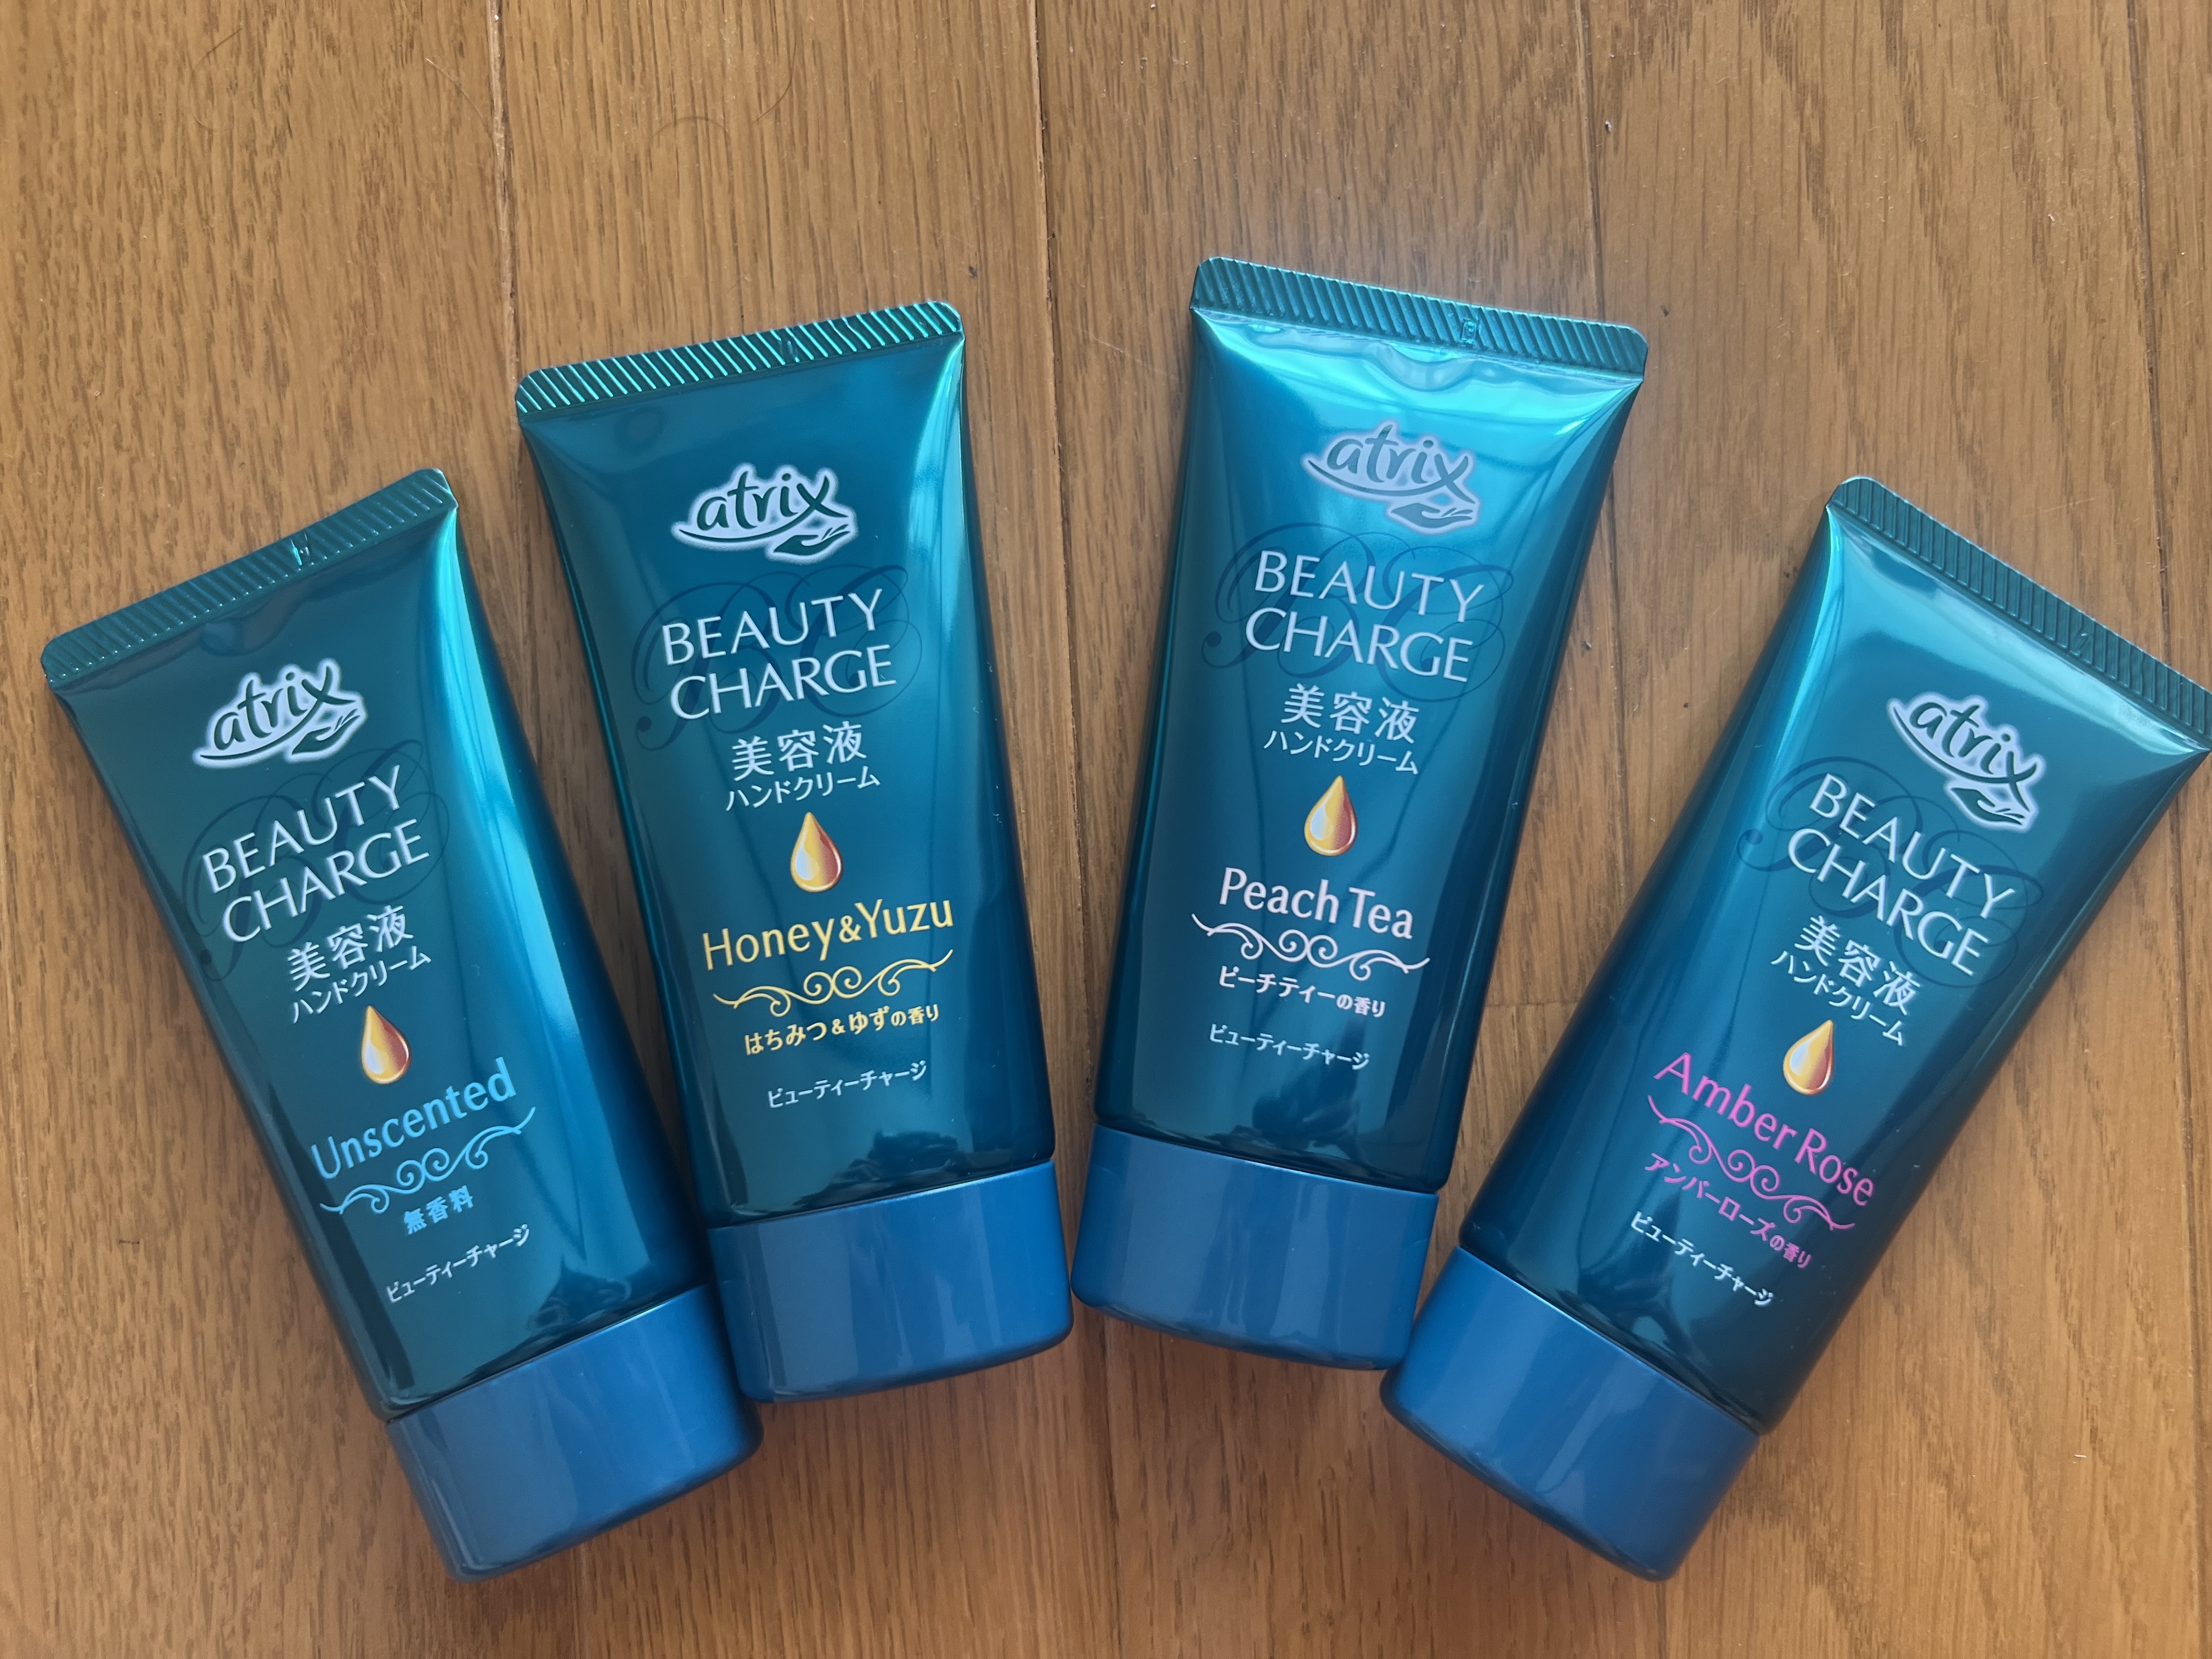 atrix
BEAUTY
CHARGE
美容液
ハンドクリーム
Unscented
無香料
ビューティーチャージ
atrix
BEAUTY
CHARGE
美容液
ハンドクリーム
Honey&Yuzu
はちみつ&ゆずの香り
ビューティーチャージ
atrix
BEAUTY
CHARGE
美容液
ハンドクリーム
Peach Tea
ピーチティーの香り
ビューティーチャージ
atrix
BEAUTY
CHARGE
美容液
ハンドクリーム
Amber Rose
アンバーローズの香り
ビューティーチャージ